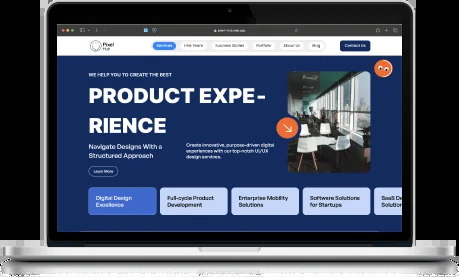 Pixel
Hub
Services
Hire Team
Success Stories
Portfolio
About Us
Blog
Contact Us
WE HELP YOU TO CREATE THE BEST
PRODUCT EXPE-
RIENCE
Navigate Designs With a
Structured Approach
Create innovative, purpose-driven digital
experiences with our top-notch UI/UX
design services.
Learn More
Digital Design
Excellence
Full-cycle Product
Development
Enterprise Mobility
Solutions
Software Solutions
for Startups
SaaS De
Solution